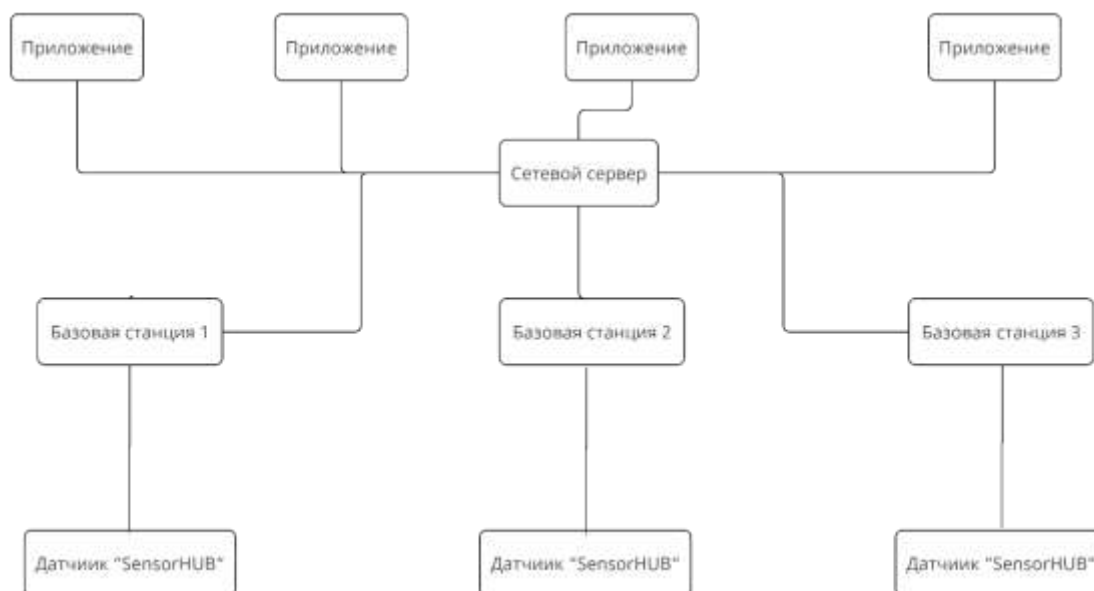 Приложение
Приложение
Приложение
Приложение
Сетевой сервер
Базовая станция 1
Базовая станция 2
Базовая станция 3
Датчиик "SensorHUB"
Датчиик "SensorHUB"
Датчиик "SensorHUB"